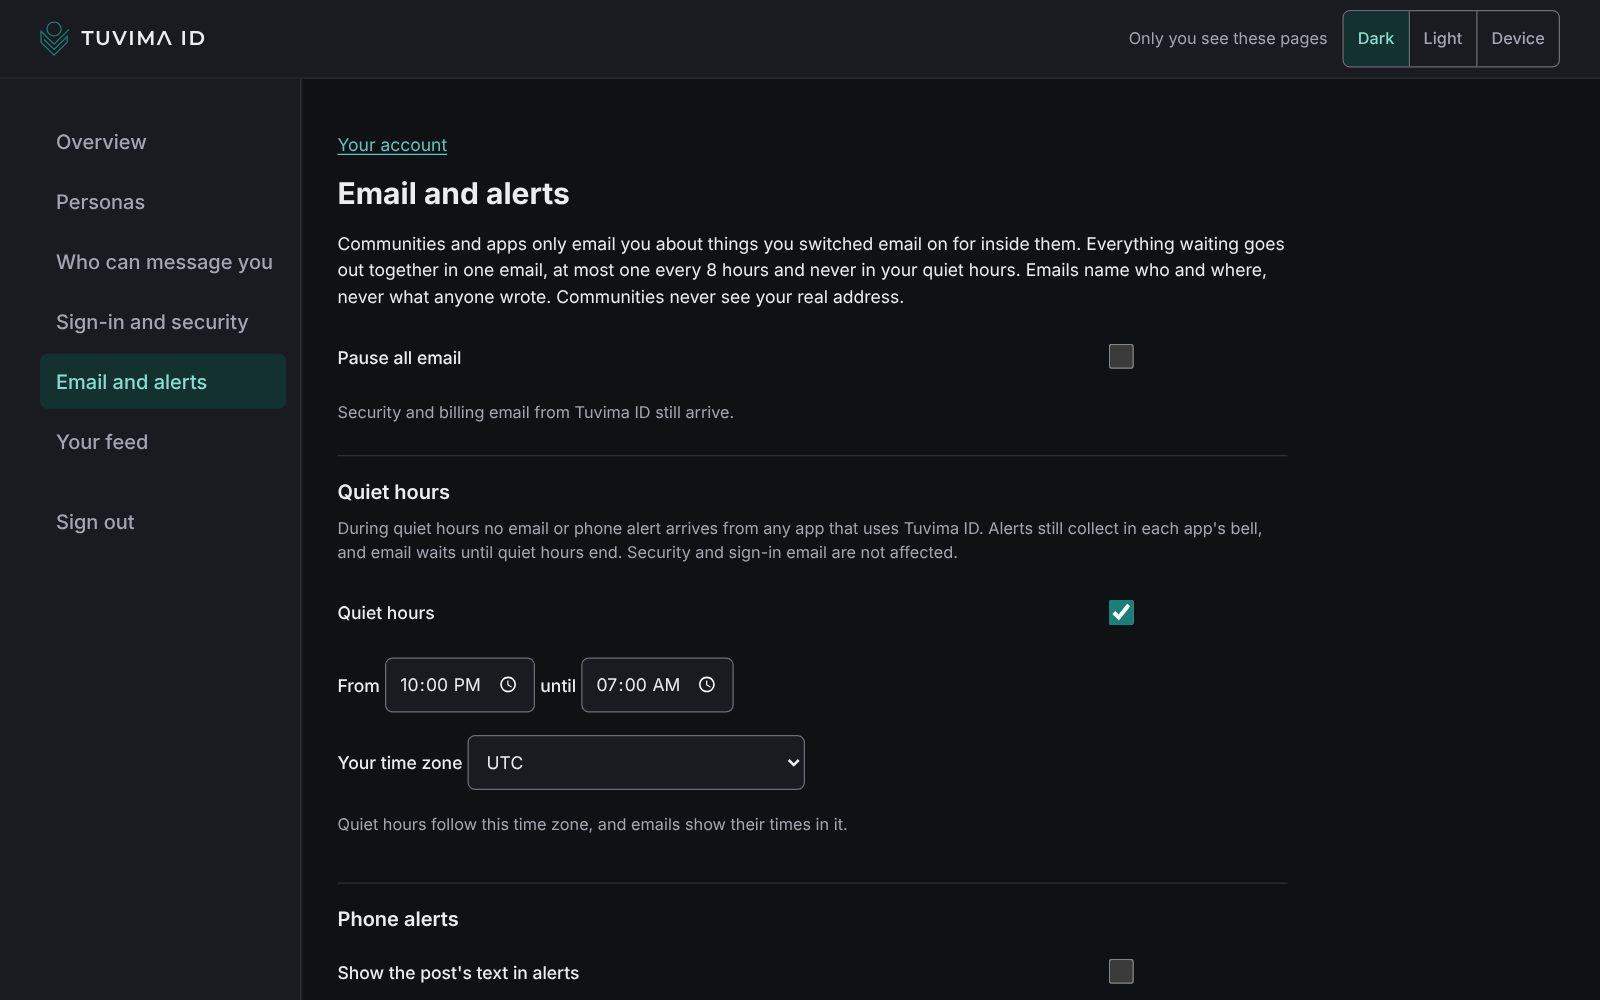 TUVIMA ID
Only you see these pages
Dark
Light
Device
Overview
Personas
Who can message you
Sign-in and security
Email and alerts
Your feed
Sign out
Your account
Email and alerts
Communities and apps only email you about things you switched email on for inside them. Everything waiting goes
out together in one email, at most one every 8 hours and never in your quiet hours. Emails name who and where,
never what anyone wrote. Communities never see your real address.
Pause all email
Security and billing email from Tuvima ID still arrive.
Quiet hours
During quiet hours no email or phone alert arrives from any app that uses Tuvima ID. Alerts still collect in each app's bell,
and email waits until quiet hours end. Security and sign-in email are not affected.
Quiet hours
From 10:00 PM until 07:00 AM
Your time zone UTC
Quiet hours follow this time zone, and emails show their times in it.
Phone alerts
Show the post's text in alerts